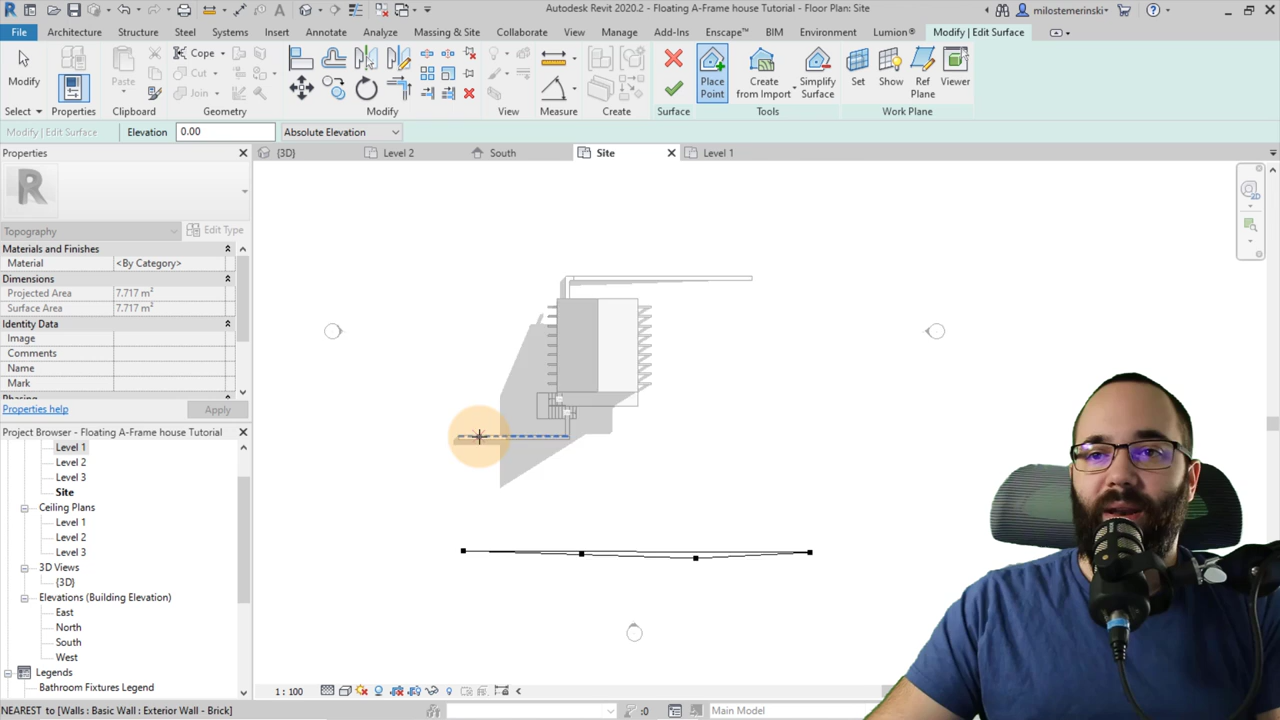 Autodesk Revit 2020.2 - Floating A-Frame house Tutorial - Floor Plan: Site
milostemerinski
File Architecture Structure Steel Systems Insert Annotate Analyze Massing & Site Collaborate View Manage Add-Ins Enscape™ BIM Environment Lumion® Modify | Edit Surface
Modify
Properties
Paste
Cope
Cut
Join
Place Point
Create from Import
Simplify Surface
Set
Show
Ref Plane
Viewer
Select Properties Clipboard Geometry Modify View Measure Create Surface Tools Work Plane
Modify | Edit Surface Elevation 0.00 Absolute Elevation
Properties
{3D} Level 2 South Site Level 1
R
Topography Edit Type
Materials and Finishes
Material <By Category>
Dimensions
Projected Area 7.717 m²
Surface Area 7.717 m²
Identity Data
Image
Comments
Name
Mark
Phasing
Properties help Apply
Project Browser - Floating A-Frame house Tutorial
Level 1
Level 2
Level 3
Site
Ceiling Plans
Level 1
Level 2
Level 3
3D Views
{3D}
Elevations (Building Elevation)
East
North
South
West
Legends
Bathroom Fixtures Legend
1 : 100
NEAREST to [Walls : Basic Wall : Exterior Wall - Brick]
:0
Main Model